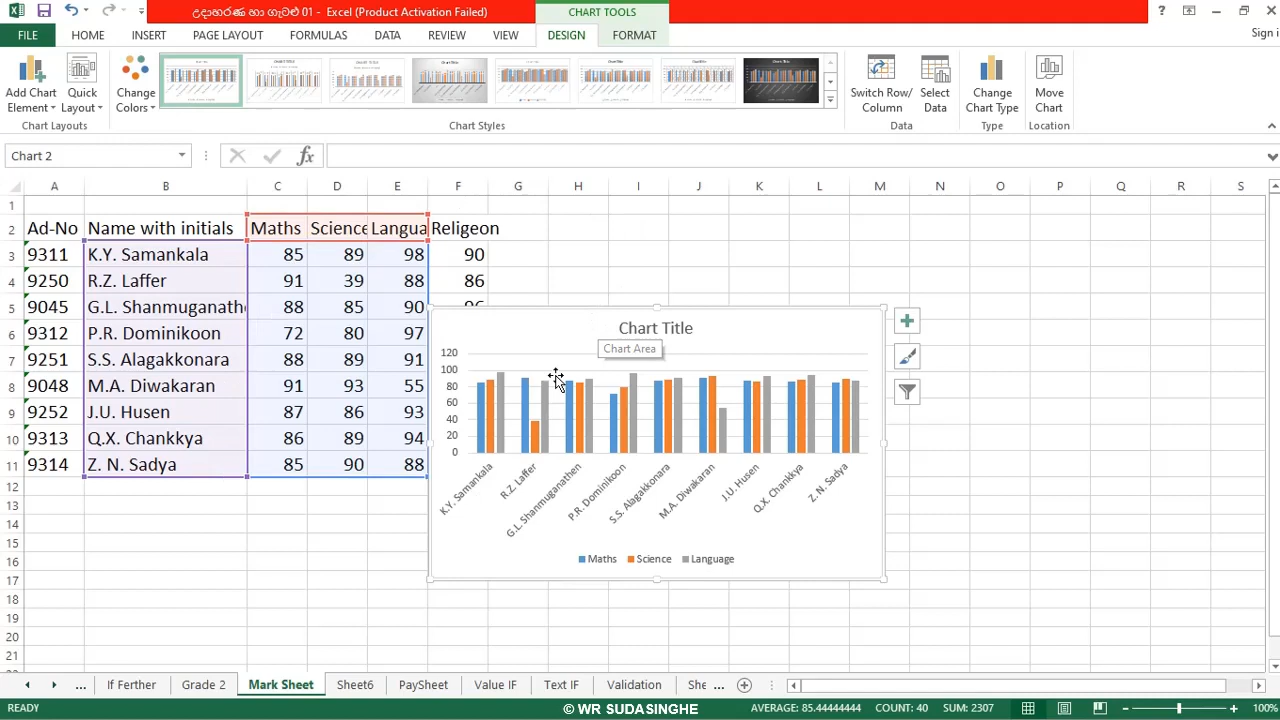 උදාහරණ හා ගැටළු 01 - Excel (Product Activation Failed)
CHART TOOLS
?
FILE HOME INSERT PAGE LAYOUT FORMULAS DATA REVIEW VIEW DESIGN FORMAT Sign i
Add Chart Element
Quick Layout
Change Colors
Switch Row/ Column
Select Data
Change Chart Type
Move Chart
Chart Layouts Chart Styles Data Type Location
Chart 2 fx
A B C D E F G H I J K L M N O P Q R S
1
2 Ad-No Name with initials Maths Science Langua Religeon
3 9311 K.Y. Samankala 85 89 98 90
4 9250 R.Z. Laffer 91 39 88 86
5 9045 G.L. Shanmuganathe 88 85 90 96
6 9312 P.R. Dominikoon 72 80 97
7 9251 S.S. Alagakkonara 88 89 91
8 9048 M.A. Diwakaran 91 93 55
9 9252 J.U. Husen 87 86 93
10 9313 Q.X. Chankkya 86 89 94
11 9314 Z. N. Sadya 85 90 88
12
13
14
15
16
17
18
19
20
21
Chart Title
Chart Area
120
100
80
60
40
20
0
K.Y. Samankala
R.Z. Laffer
G.L. Shanmuganathen
P.R. Dominikoon
S.S. Alagakkonara
M.A. Diwakaran
J.U. Husen
Q.X. Chankkya
Z. N. Sadya
Maths Science Language
... If Ferther Grade 2 Mark Sheet Sheet6 PaySheet Value IF Text IF Validation She ...
READY © WR SUDASINGHE AVERAGE: 85.44444444 COUNT: 40 SUM: 2307 100%